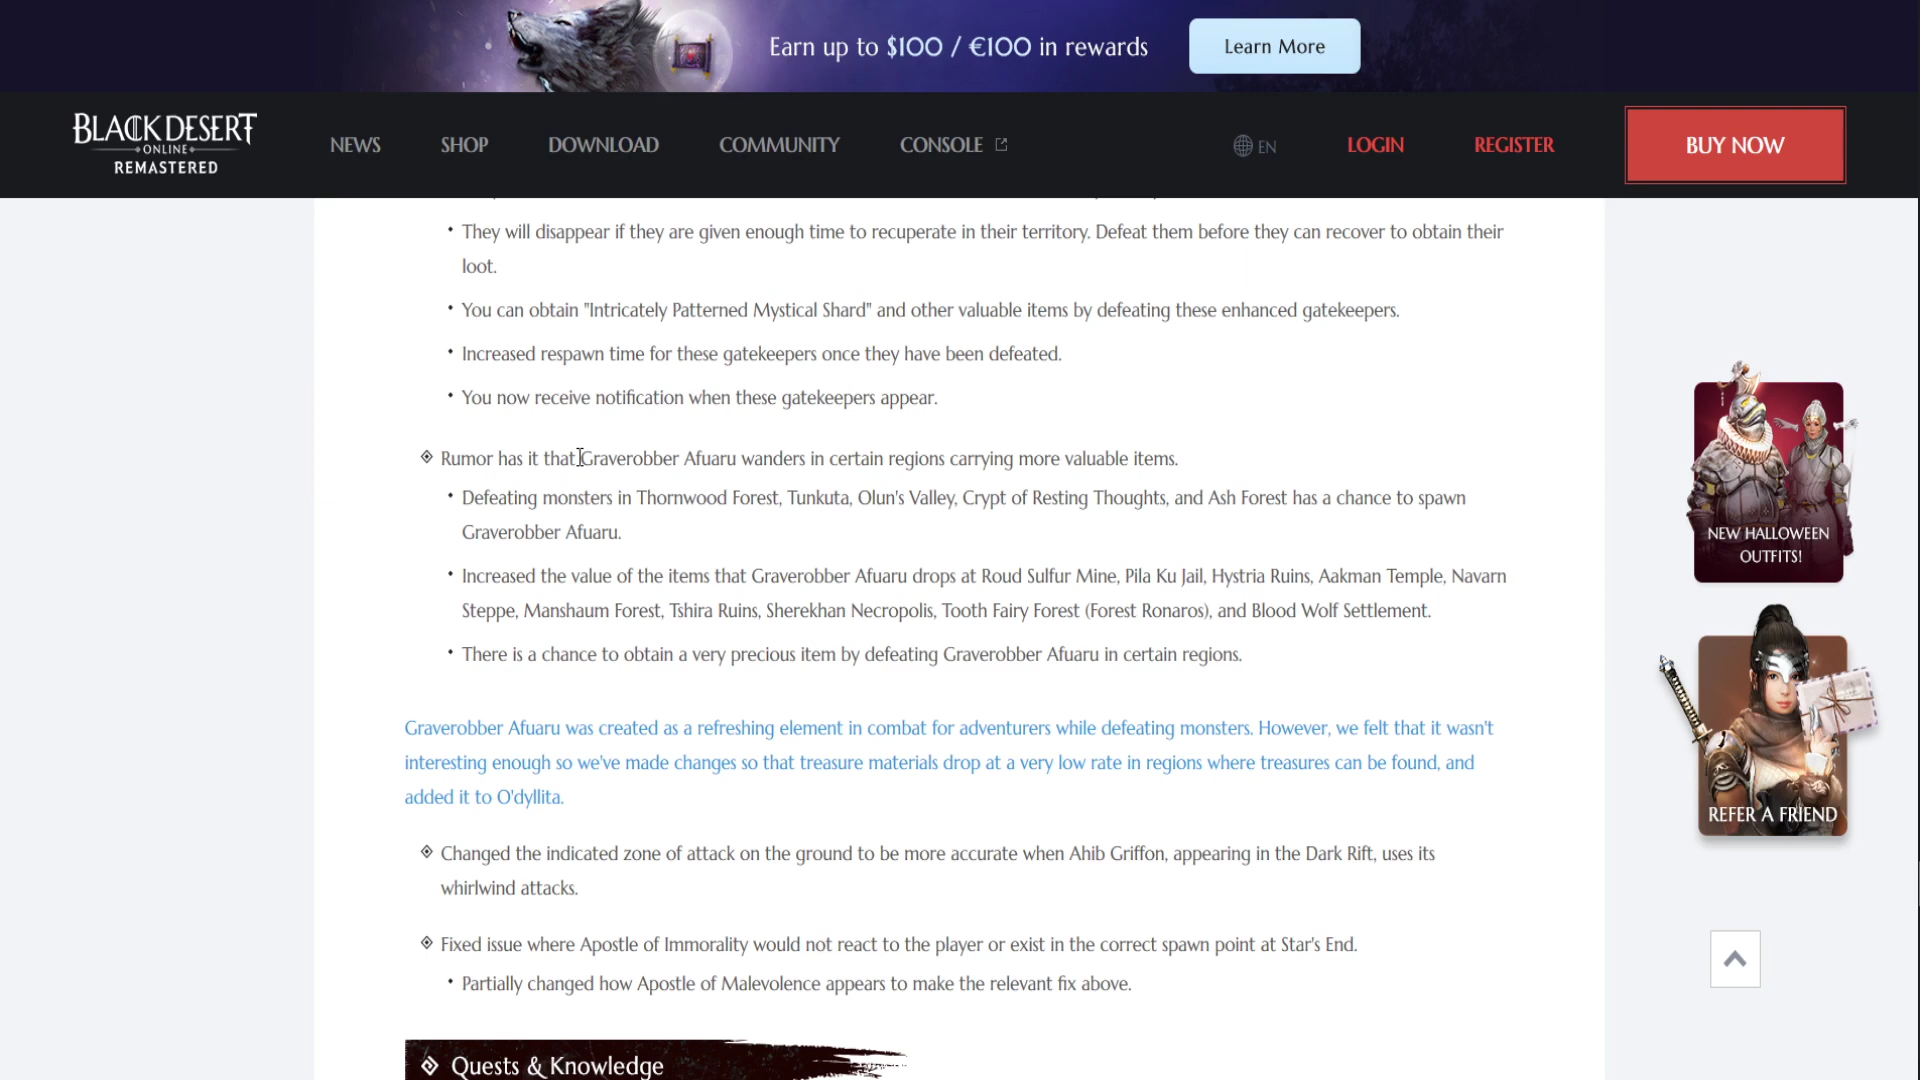 Earn up to $100 / €100 in rewards
Learn More
BLACK DESERT
ONLINE
REMASTERED
NEWS
SHOP
DOWNLOAD
COMMUNITY
CONSOLE
EN
LOGIN
REGISTER
BUY NOW
They will disappear if they are given enough time to recuperate in their territory. Defeat them before they can recover to obtain their
loot.
You can obtain "Intricately Patterned Mystical Shard" and other valuable items by defeating these enhanced gatekeepers.
Increased respawn time for these gatekeepers once they have been defeated.
You now receive notification when these gatekeepers appear.
Rumor has it that Graverobber Afuaru wanders in certain regions carrying more valuable items.
Defeating monsters in Thornwood Forest, Tunkuta, Olun's Valley, Crypt of Resting Thoughts, and Ash Forest has a chance to spawn
Graverobber Afuaru.
Increased the value of the items that Graverobber Afuaru drops at Roud Sulfur Mine, Pila Ku Jail, Hystria Ruins, Aakman Temple, Navarn
Steppe, Manshaum Forest, Tshira Ruins, Sherekhan Necropolis, Tooth Fairy Forest (Forest Ronaros), and Blood Wolf Settlement.
There is a chance to obtain a very precious item by defeating Graverobber Afuaru in certain regions.
Graverobber Afuaru was created as a refreshing element in combat for adventurers while defeating monsters. However, we felt that it wasn't
interesting enough so we've made changes so that treasure materials drop at a very low rate in regions where treasures can be found, and
added it to O'dyllita.
Changed the indicated zone of attack on the ground to be more accurate when Ahib Griffon, appearing in the Dark Rift, uses its
whirlwind attacks.
Fixed issue where Apostle of Immorality would not react to the player or exist in the correct spawn point at Star's End.
Partially changed how Apostle of Malevolence appears to make the relevant fix above.
Quests & Knowledge
NEW HALLOWEEN
OUTFITS!
REFER A FRIEND